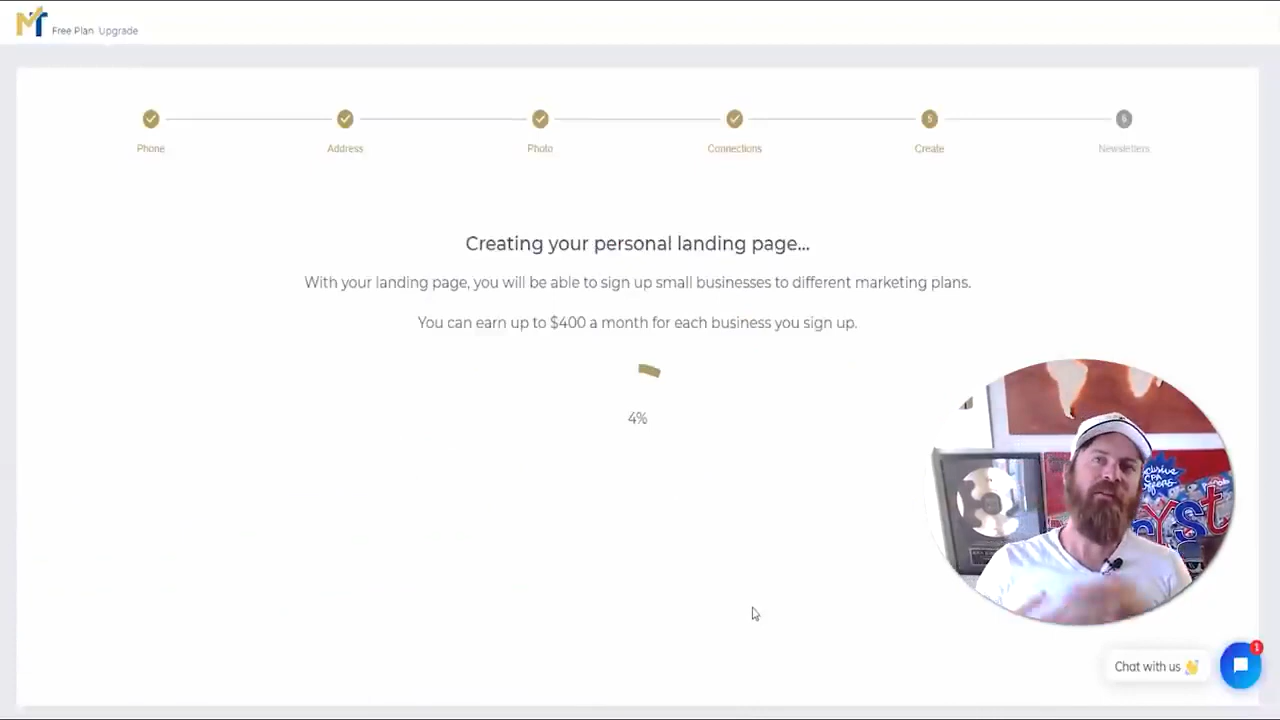 MT
Free Plan Upgrade
5
6
Phone
Address
Photo
Connections
Create
Newsletters
Creating your personal landing page...
With your landing page, you will be able to sign up small businesses to different marketing plans.
You can earn up to $400 a month for each business you sign up.
4%
CPA
1
Chat with us 👋